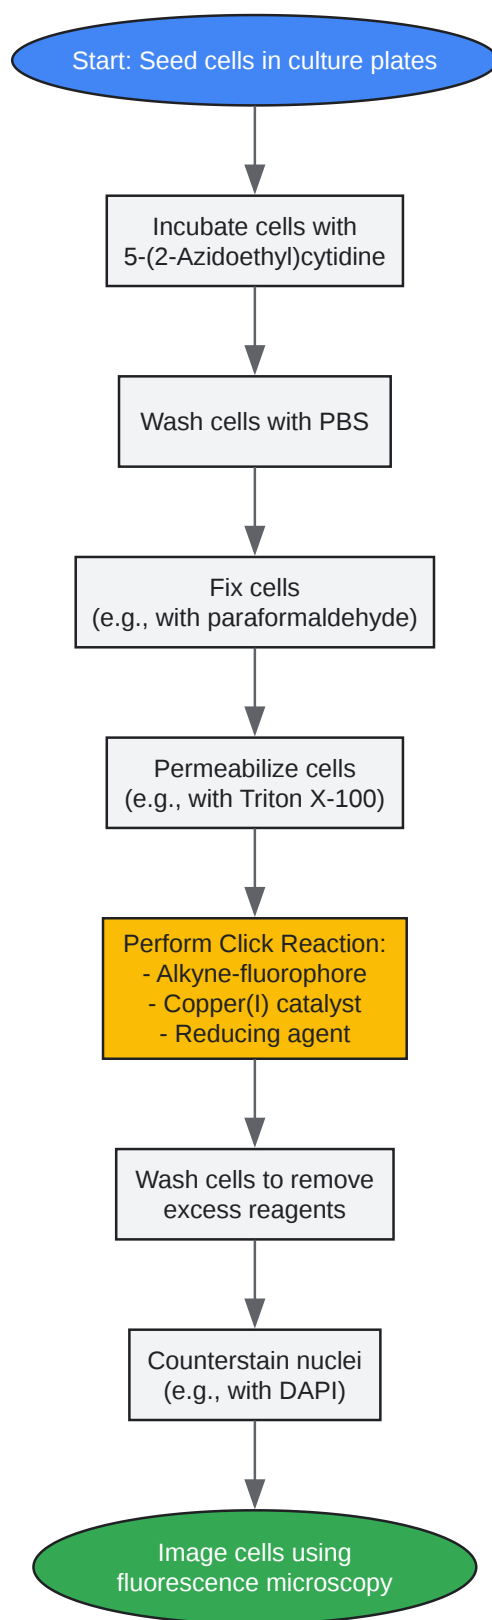 Start: Seed cells in culture plates
Incubate cells with
5-(2-Azidoethyl)cytidine
Wash cells with PBS
Fix cells
(e.g., with paraformaldehyde)
Permeabilize cells
(e.g., with Triton X-100)
Perform Click Reaction:
- Alkyne-fluorophore
- Copper(I) catalyst
- Reducing agent
Wash cells to remove
excess reagents
Counterstain nuclei
(e.g., with DAPI)
Image cells using
fluorescence microscopy